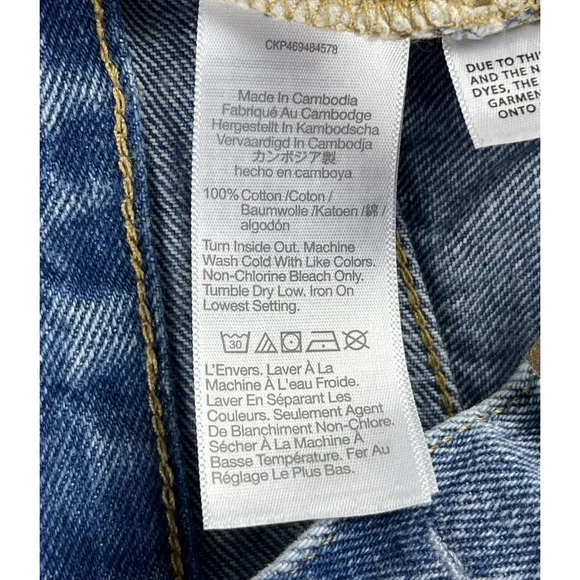 CKP469484578
Made In Cambodia
Fabriqué Au Cambodge
Hergestellt In Kambodscha
Vervaardigd In Cambodja
カンボジア製
hecho en camboya
100% Cotton /Coton /
Baumwolle /Katoen /綿 /
algodón
Turn Inside Out. Machine
Wash Cold With Like Colors.
Non-Chlorine Bleach Only.
Tumble Dry Low. Iron On
Lowest Setting.
30
L'Envers. Laver À La
Machine À L'eau Froide.
Laver En Séparant Les
Couleurs. Seulement Agent
De Blanchiment Non-Chlore.
Sécher À La Machine À
Basse Température. Fer Au
Réglage Le Plus Bas.
DUE TO THI
AND THE N
DYES, THE
GARMEN
ONTO